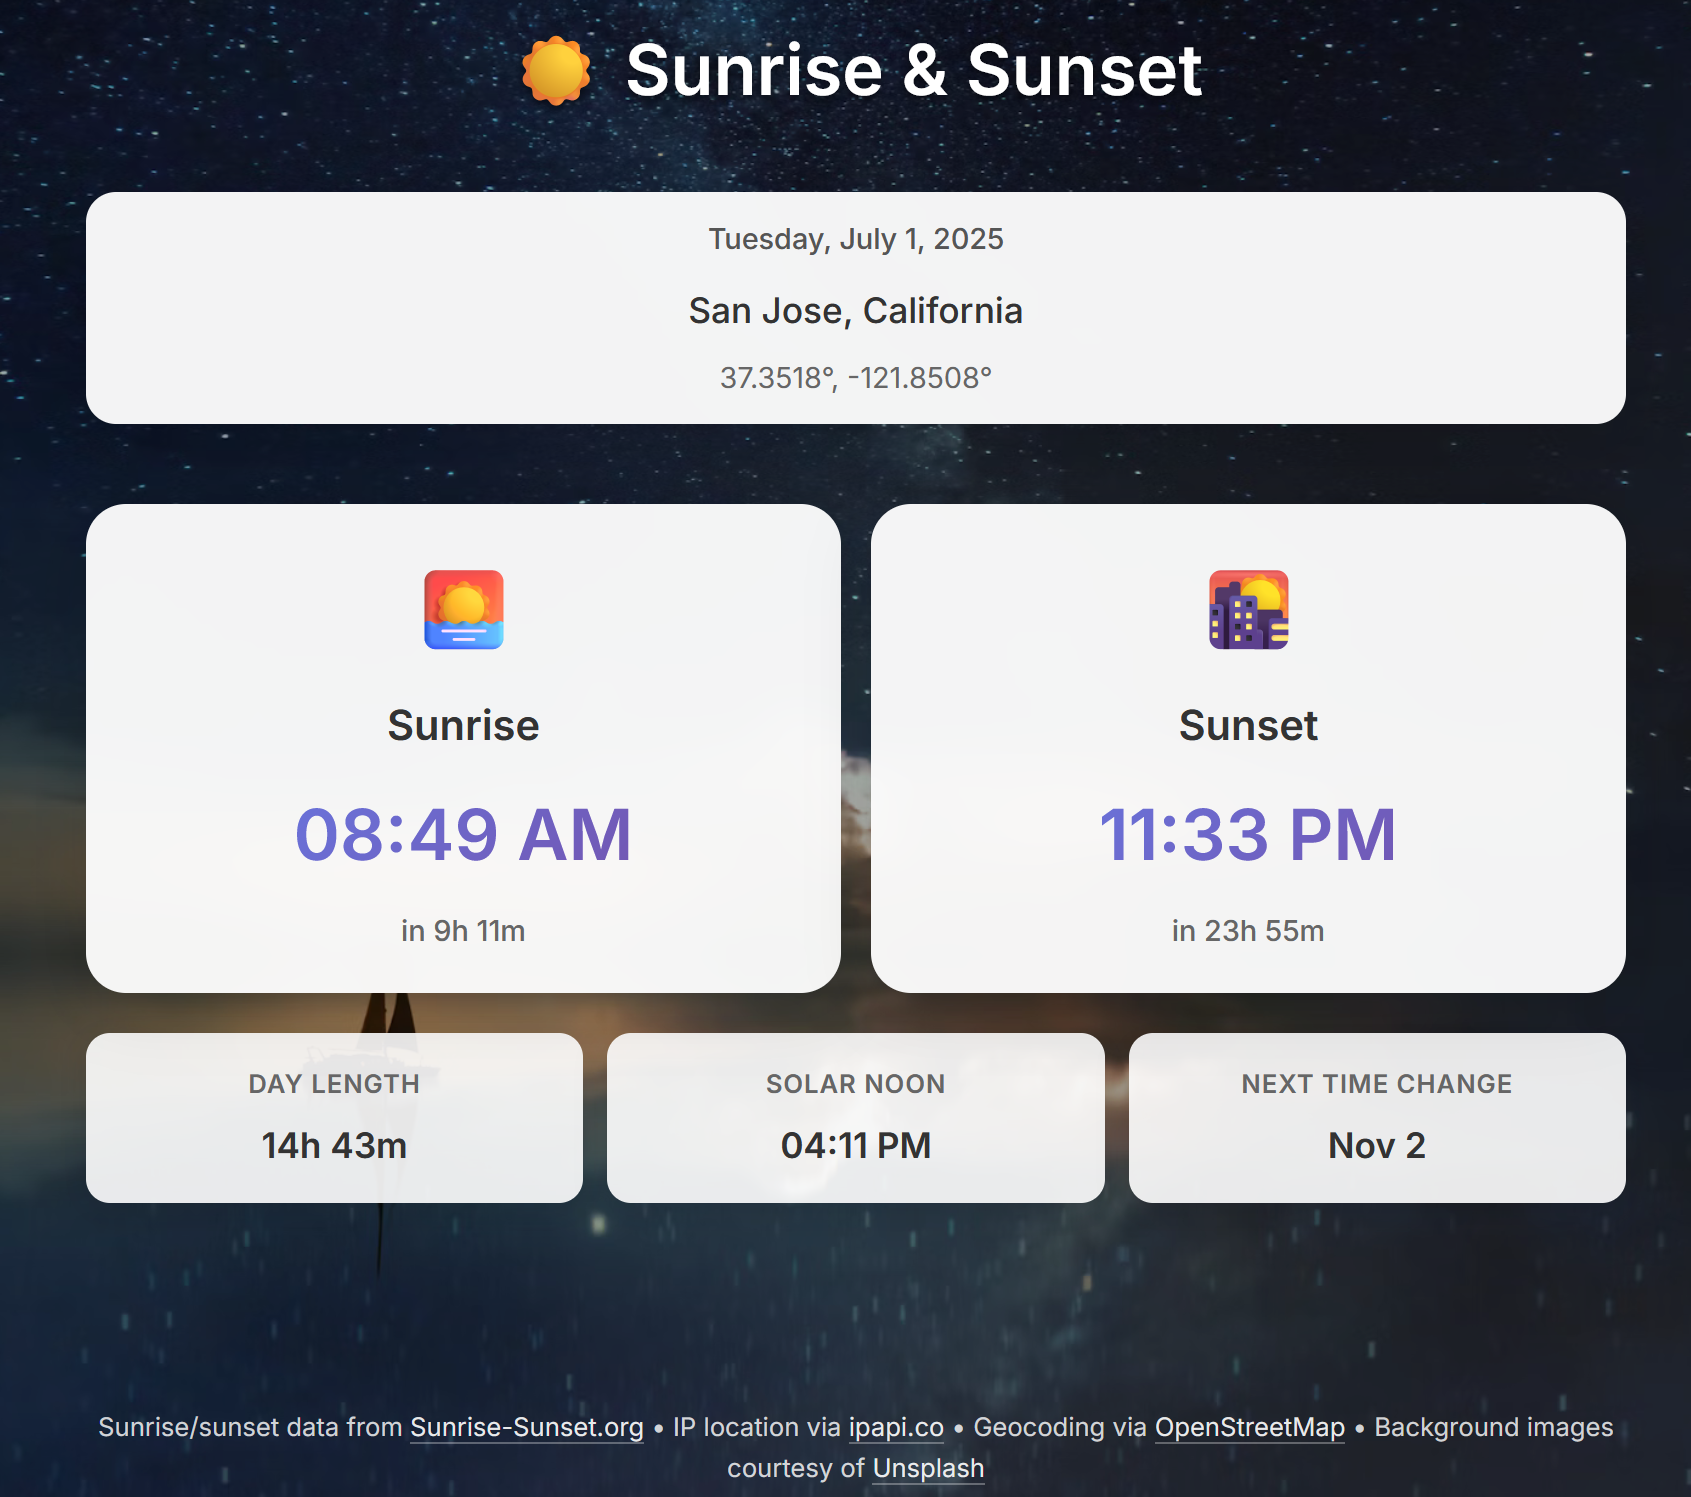 Sunrise & Sunset
Tuesday, July 1, 2025
San Jose, California
37.3518°, -121.8508°
Sunrise
08:49 AM
in 9h 11m
Sunset
11:33 PM
in 23h 55m
DAY LENGTH
14h 43m
SOLAR NOON
04:11 PM
NEXT TIME CHANGE
Nov 2
Sunrise/sunset data from Sunrise-Sunset.org • IP location via ipapi.co • Geocoding via OpenStreetMap • Background images
courtesy of Unsplash